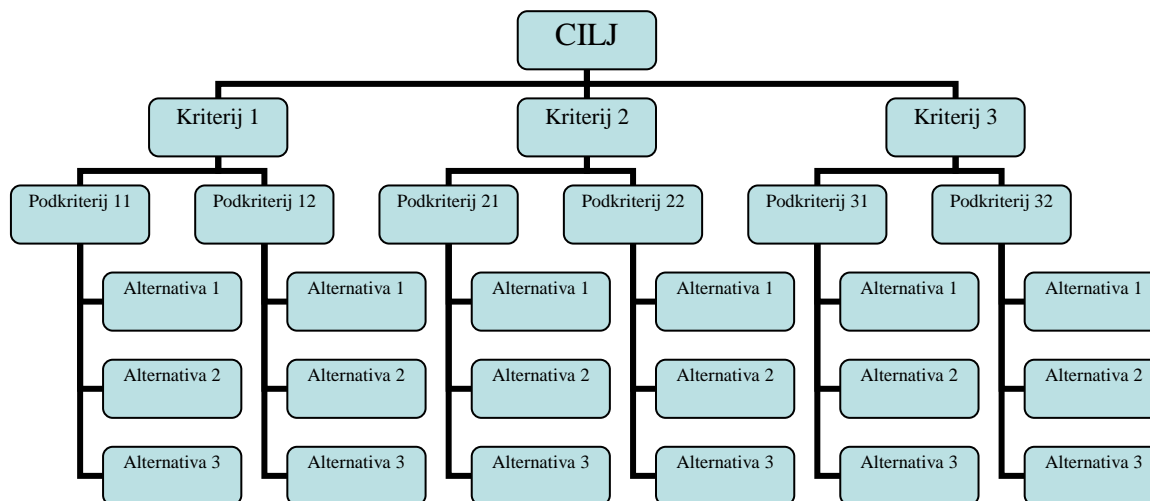 CILJ
Kriterij 1
Kriterij 2
Kriterij 3
Podkriterij 11
Podkriterij 12
Podkriterij 21
Podkriterij 22
Podkriterij 31
Podkriterij 32
Alternativa 1
Alternativa 1
Alternativa 1
Alternativa 1
Alternativa 1
Alternativa 1
Alternativa 2
Alternativa 2
Alternativa 2
Alternativa 2
Alternativa 2
Alternativa 2
Alternativa 3
Alternativa 3
Alternativa 3
Alternativa 3
Alternativa 3
Alternativa 3